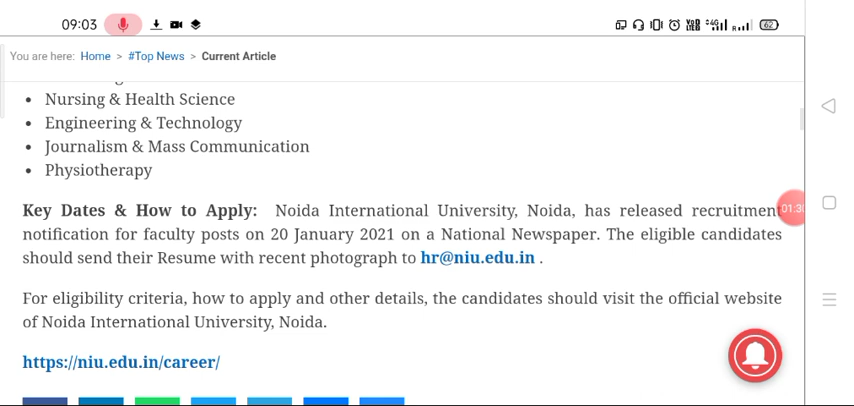 09:03
62
You are here: Home > #Top News > Current Article
Nursing & Health Science
Engineering & Technology
Journalism & Mass Communication
Physiotherapy
Key Dates & How to Apply: Noida International University, Noida, has released recruitment
notification for faculty posts on 20 January 2021 on a National Newspaper. The eligible candidates
should send their Resume with recent photograph to hr@niu.edu.in .
For eligibility criteria, how to apply and other details, the candidates should visit the official website
of Noida International University, Noida.
https://niu.edu.in/career/